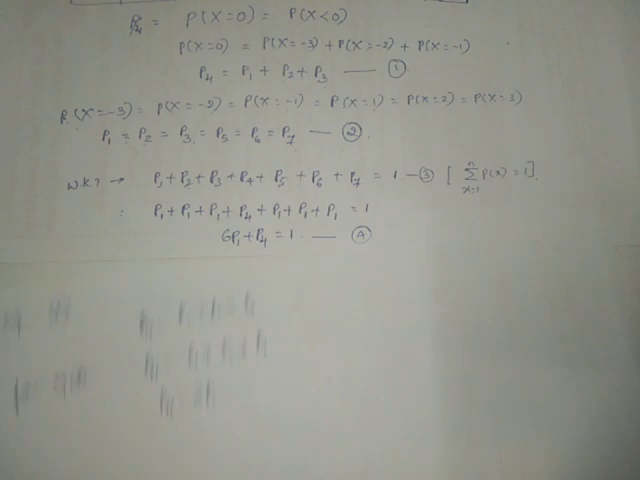 P₄ = P(X=0) = P(X<0)
P(X=0) = P(X=-3) + P(X=-2) + P(X=-1)
P₄ = P₁ + P₂ + P₃ —— ①
P(X=-3) = P(X=-2) = P(X=-1) = P(X=1) = P(X=2) = P(X=3)
P₁ = P₂ = P₃ = P₅ = P₆ = P₇ —— ②.
W.K.T → P₁+P₂+P₃+P₄+P₅+P₆+P₇ = 1 —③ [ ∑ⁿₓ₌₁ P(x) = 1].
: P₁+P₁+P₁+P₄+P₁+P₁+P₁ = 1
6P₁+P₄ = 1. —— ④